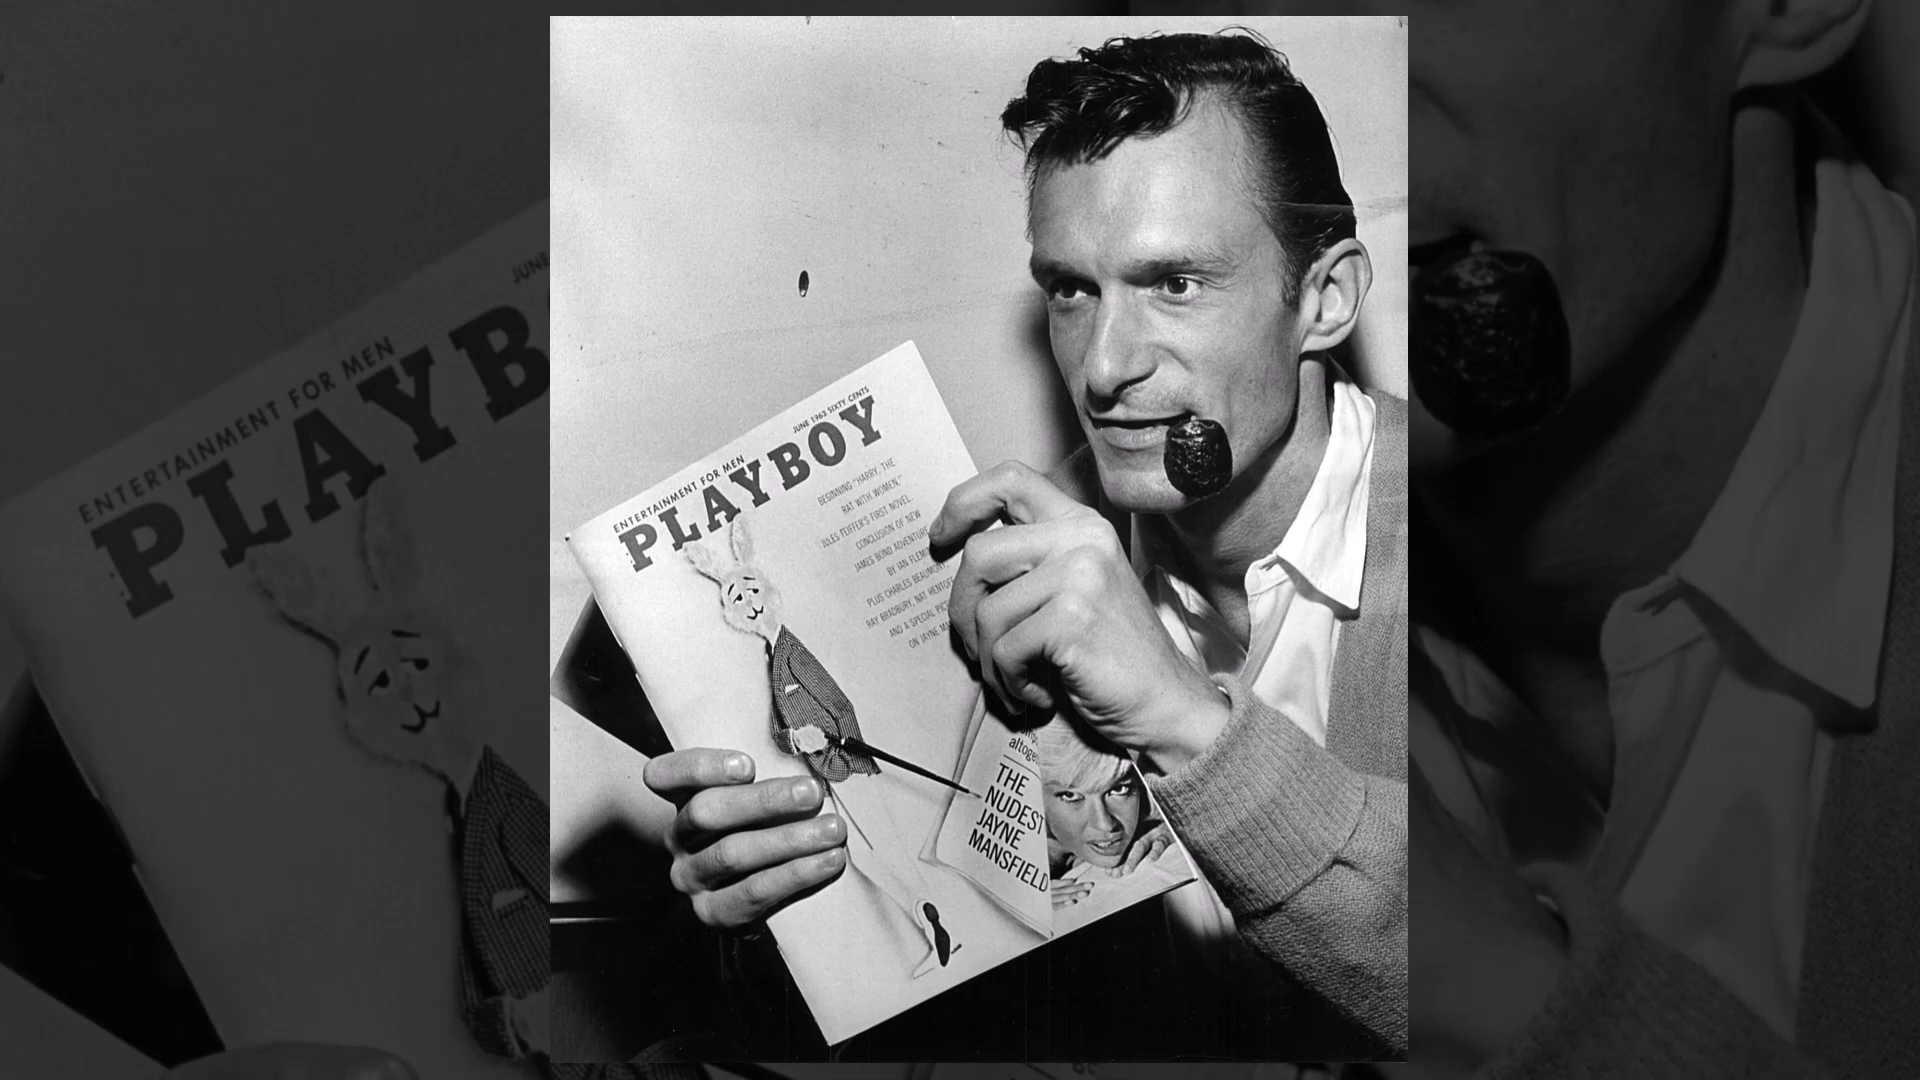 JUNE 1963 SIXTY CENTS
ENTERTAINMENT FOR MEN
PLAYBOY
BEGINNING "HARRY, THE
RAT WITH WOMEN,"
JULES FEIFFER'S FIRST NOVEL.
CONCLUSION OF NEW
JAMES BOND ADVENTURE
BY IAN FLEM
PLUS CHARLES BEAUMONT,
RAY BRADBURY, NAT HENTOFF
AND A SPECIAL PIC
ON JAYNE MA
altoge
THE
NUDEST
JAYNE
MANSFIELD
JUNE
ENTERTAINMENT FOR MEN
PLAYB